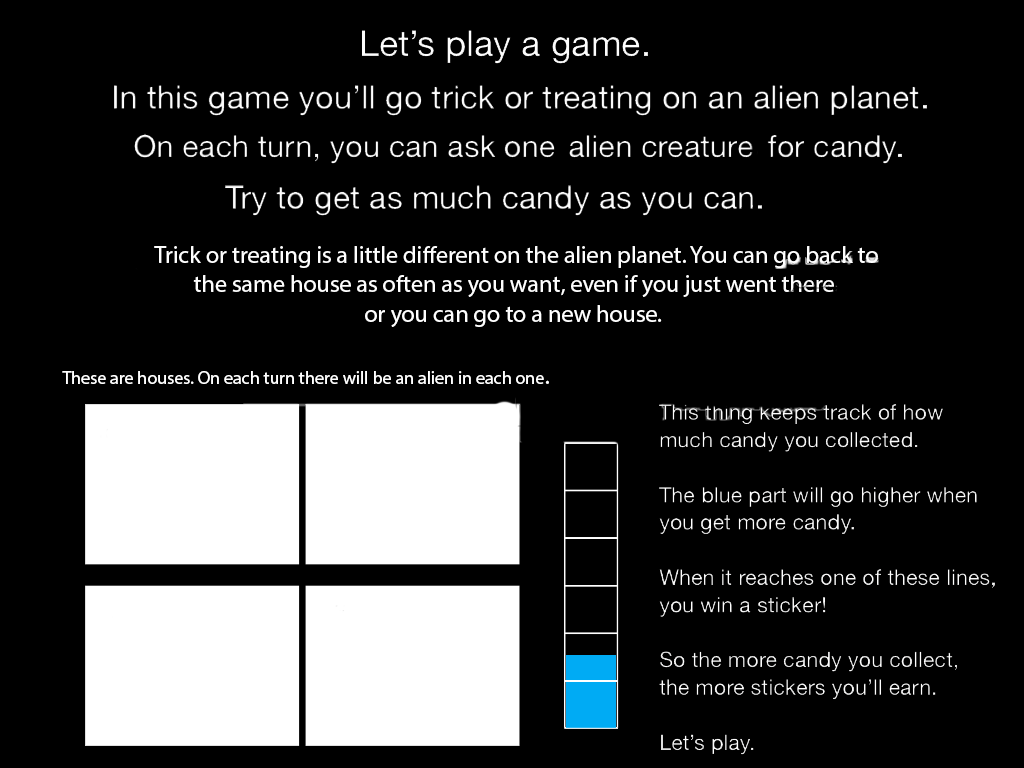 Let's play a game.
In this game you'll go trick or treating on an alien planet.
On each turn, you can ask one alien creature for candy.
Try to get as much candy as you can.
Trick or treating is a little different on the alien planet. You can go back to
the same house as often as you want, even if you just went there
or you can go to a new house.
These are houses. On each turn there will be an alien in each one.
This thing keeps track of how
much candy you collected.
The blue part will go higher when
you get more candy.
When it reaches one of these lines,
you win a sticker!
So the more candy you collect,
the more stickers you'll earn.
Let's play.